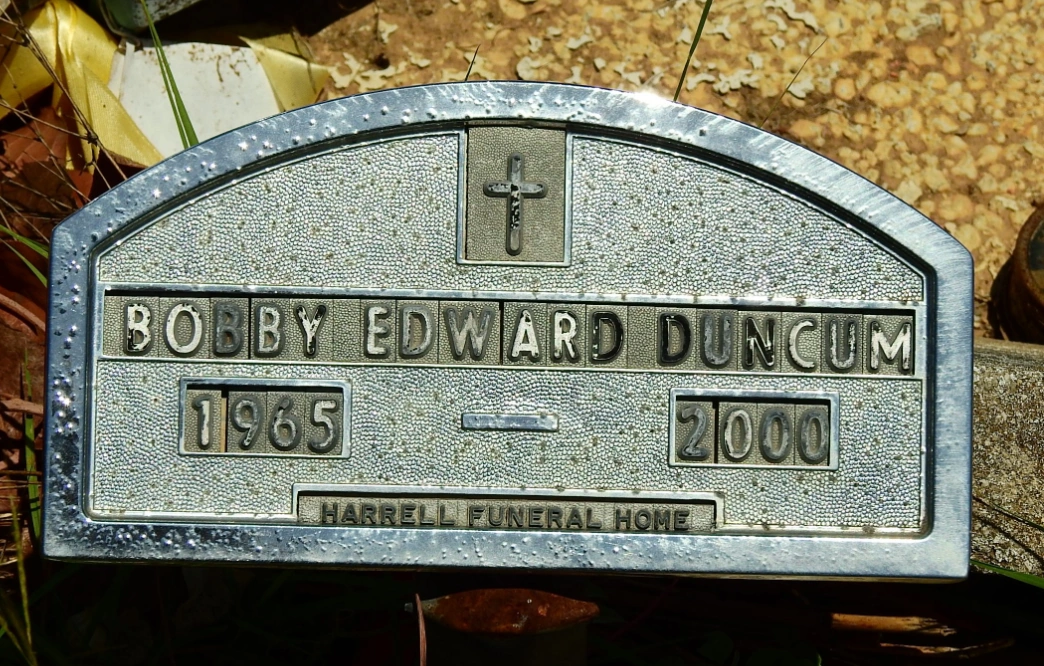 BOBBY EDWARD DUNCUM
1965 - 2000
HARRELL FUNERAL HOME